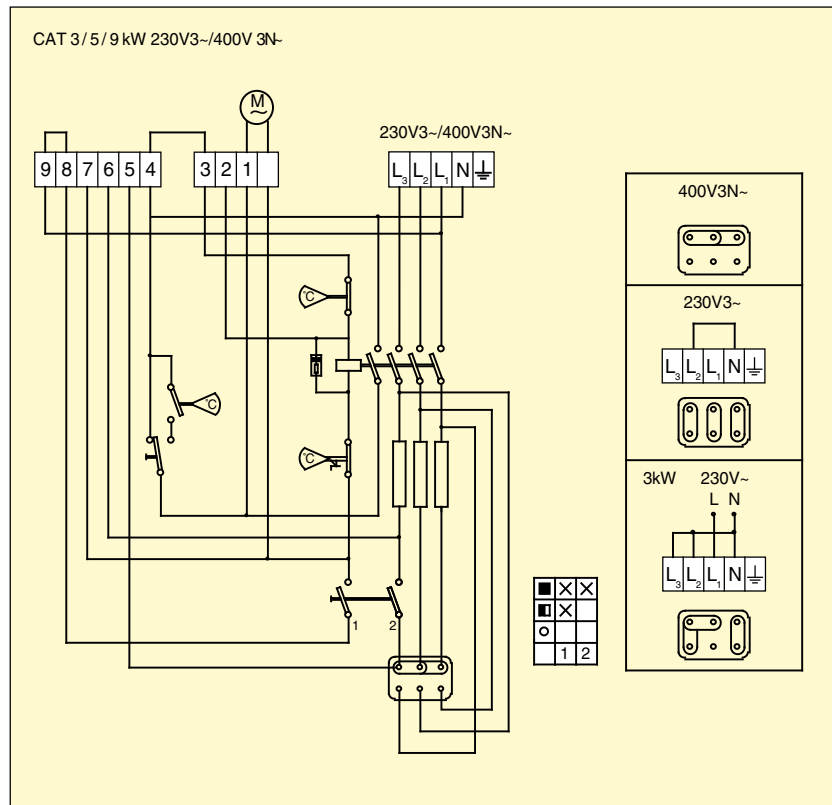 CAT 3 / 5 / 9 kW 230V3~/400V 3N~
M
~
230V3~/400V3N~
9 8 7 6 5 4 3 2 1 L₃ L₂ L₁ N
400V3N~
°C
230V3~
L₃ L₂ L₁ N
°C
°C
3kW 230V~
L N
L₃ L₂ L₁ N
1 2
1 2